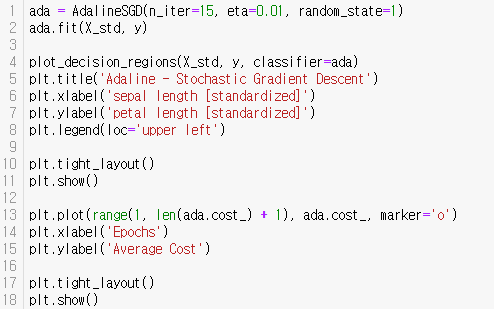 1 ada = AdalineSGD(n_iter=15, eta=0.01, random_state=1)
2 ada.fit(X_std, y)
3
4 plot_decision_regions(X_std, y, classifier=ada)
5 plt.title('Adaline - Stochastic Gradient Descent')
6 plt.xlabel('sepal length [standardized]')
7 plt.ylabel('petal length [standardized]')
8 plt.legend(loc='upper left')
9
10 plt.tight_layout()
11 plt.show()
12
13 plt.plot(range(1, len(ada.cost_) + 1), ada.cost_, marker='o')
14 plt.xlabel('Epochs')
15 plt.ylabel('Average Cost')
16
17 plt.tight_layout()
18 plt.show()